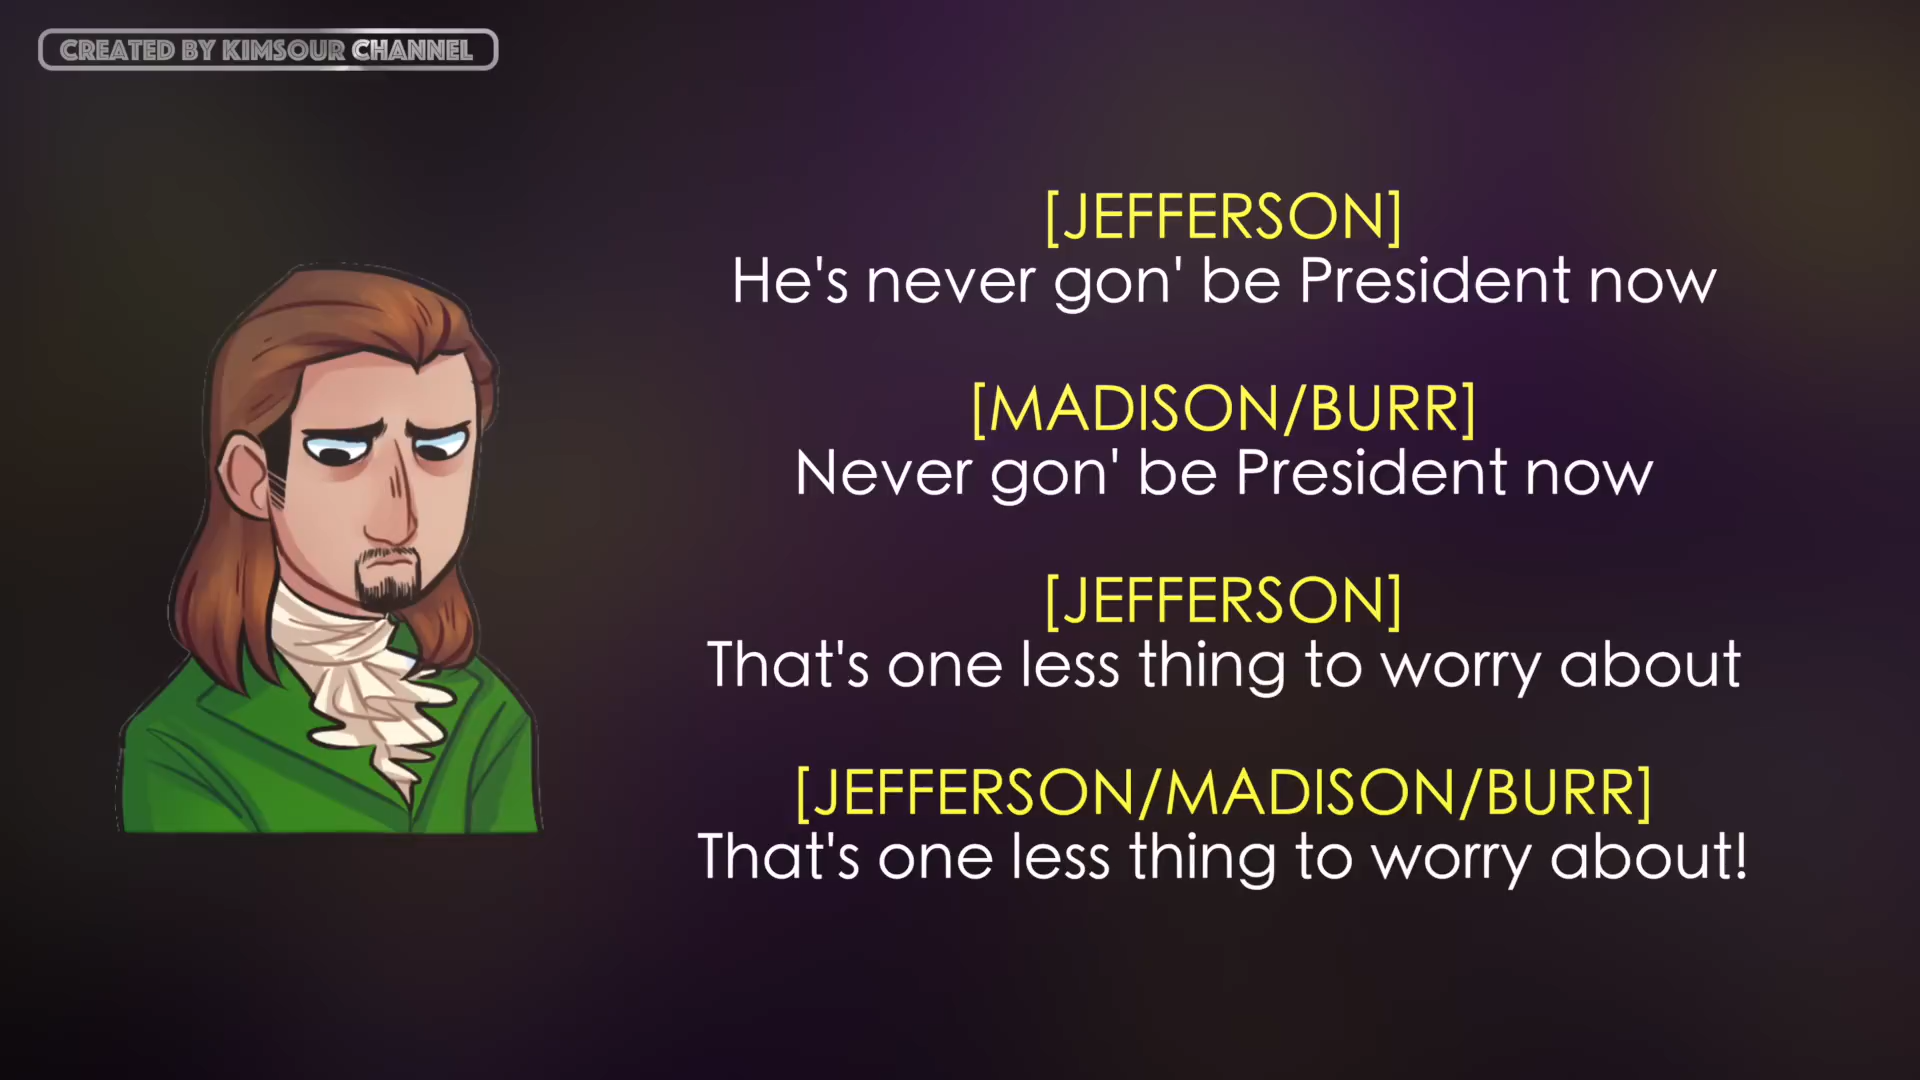 CREATED BY KIMSOUR CHANNEL
[JEFFERSON]
He's never gon' be President now
[MADISON/BURR]
Never gon' be President now
[JEFFERSON]
That's one less thing to worry about
[JEFFERSON/MADISON/BURR]
That's one less thing to worry about!